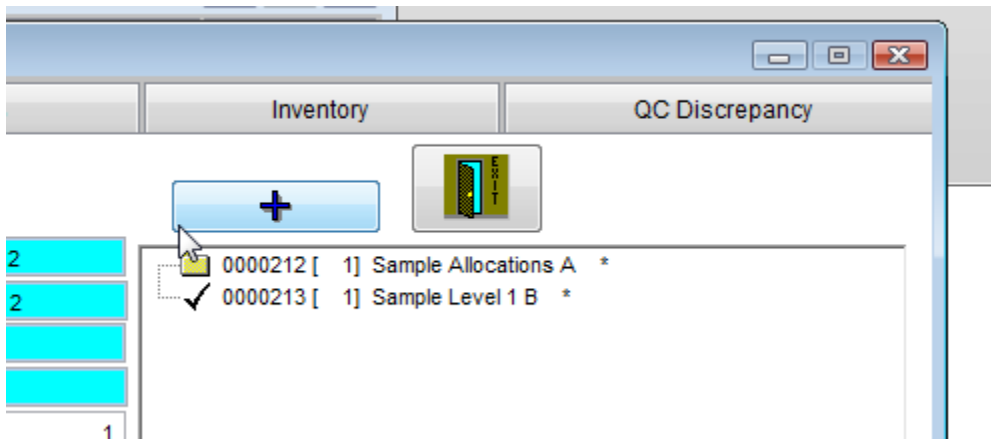 Inventory
QC Discrepancy
EXIT
2
0000212 [ 1] Sample Allocations A *
2
0000213 [ 1] Sample Level 1 B *
1